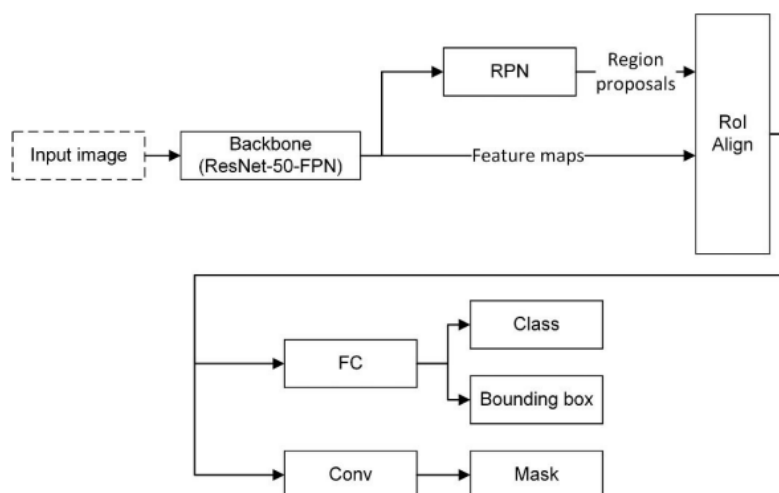 RPN
Region
proposals
RoI
Align
Input image
Backbone
(ResNet-50-FPN)
Feature maps
FC
Class
Bounding box
Conv
Mask